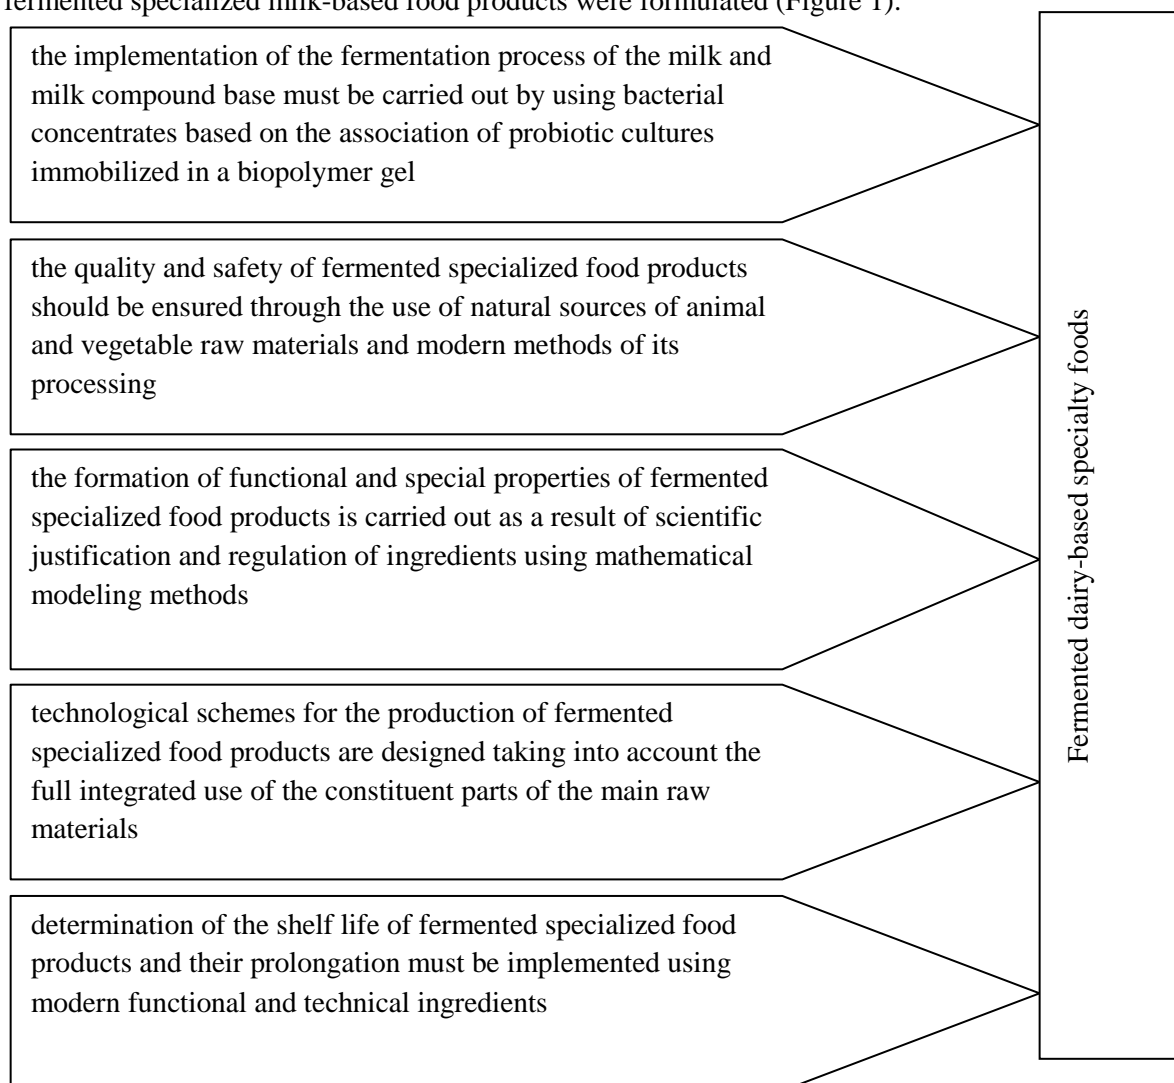 fermented specialized milk-based food products were formulated (Figure 1).
the implementation of the fermentation process of the milk and
milk compound base must be carried out by using bacterial
concentrates based on the association of probiotic cultures
immobilized in a biopolymer gel
the quality and safety of fermented specialized food products
should be ensured through the use of natural sources of animal
and vegetable raw materials and modern methods of its
processing
the formation of functional and special properties of fermented
specialized food products is carried out as a result of scientific
justification and regulation of ingredients using mathematical
modeling methods
technological schemes for the production of fermented
specialized food products are designed taking into account the
full integrated use of the constituent parts of the main raw
materials
determination of the shelf life of fermented specialized food
products and their prolongation must be implemented using
modern functional and technical ingredients
Fermented dairy-based specialty foods